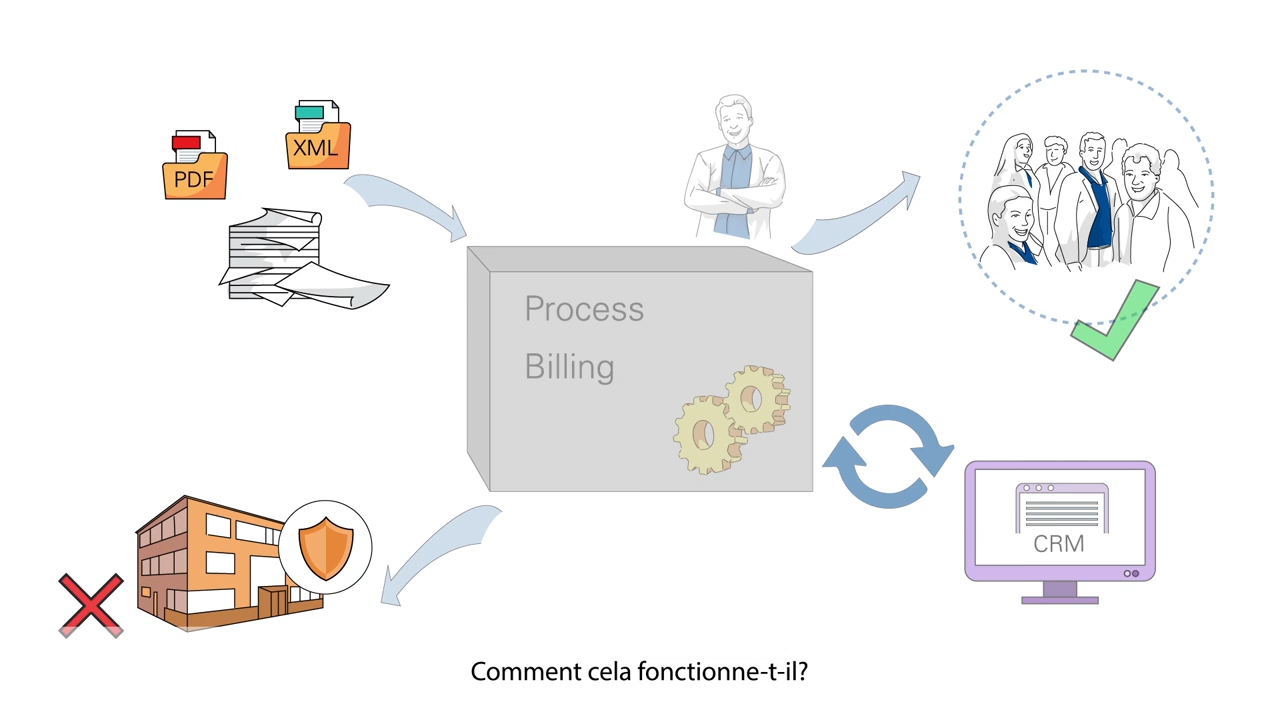 PDF
XML
Process
Billing
CRM
Comment cela fonctionne-t-il?